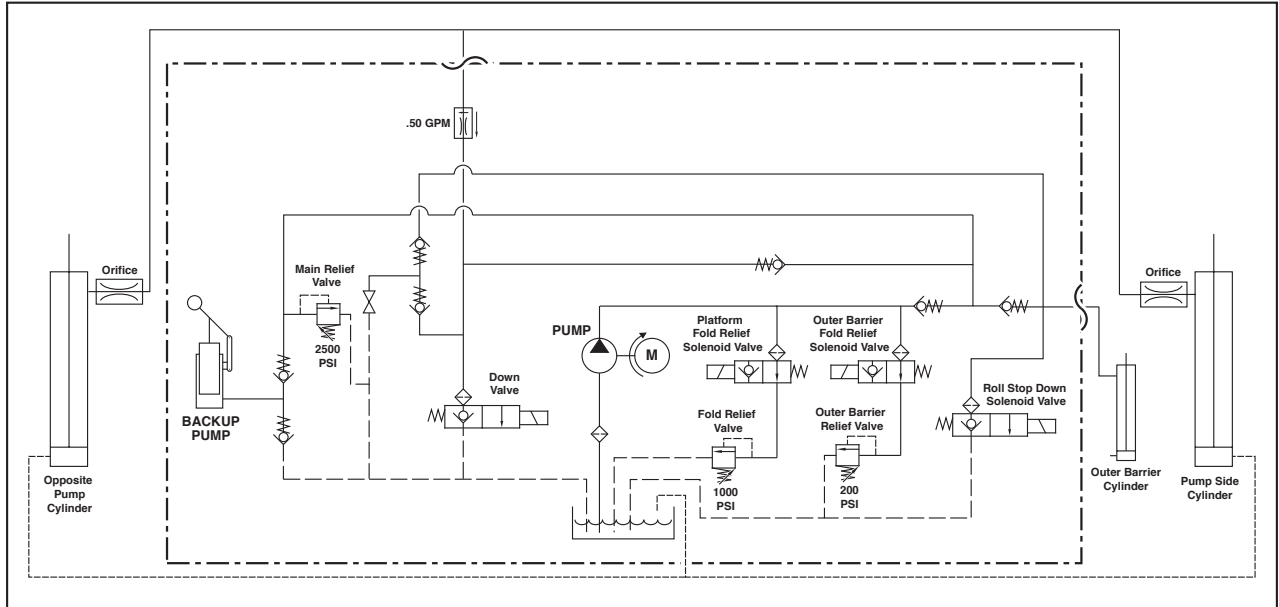 .50 GPM
Orifice
Main Relief
Valve
2500
PSI
BACKUP
PUMP
Opposite
Pump
Cylinder
Down
Valve
PUMP
M
Platform
Fold Relief
Solenoid Valve
Outer Barrier
Fold Relief
Solenoid Valve
Fold Relief
Valve
1000
PSI
Outer Barrier
Relief Valve
200
PSI
Roll Stop Down
Solenoid Valve
Orifice
Outer Barrier
Cylinder
Pump Side
Cylinder